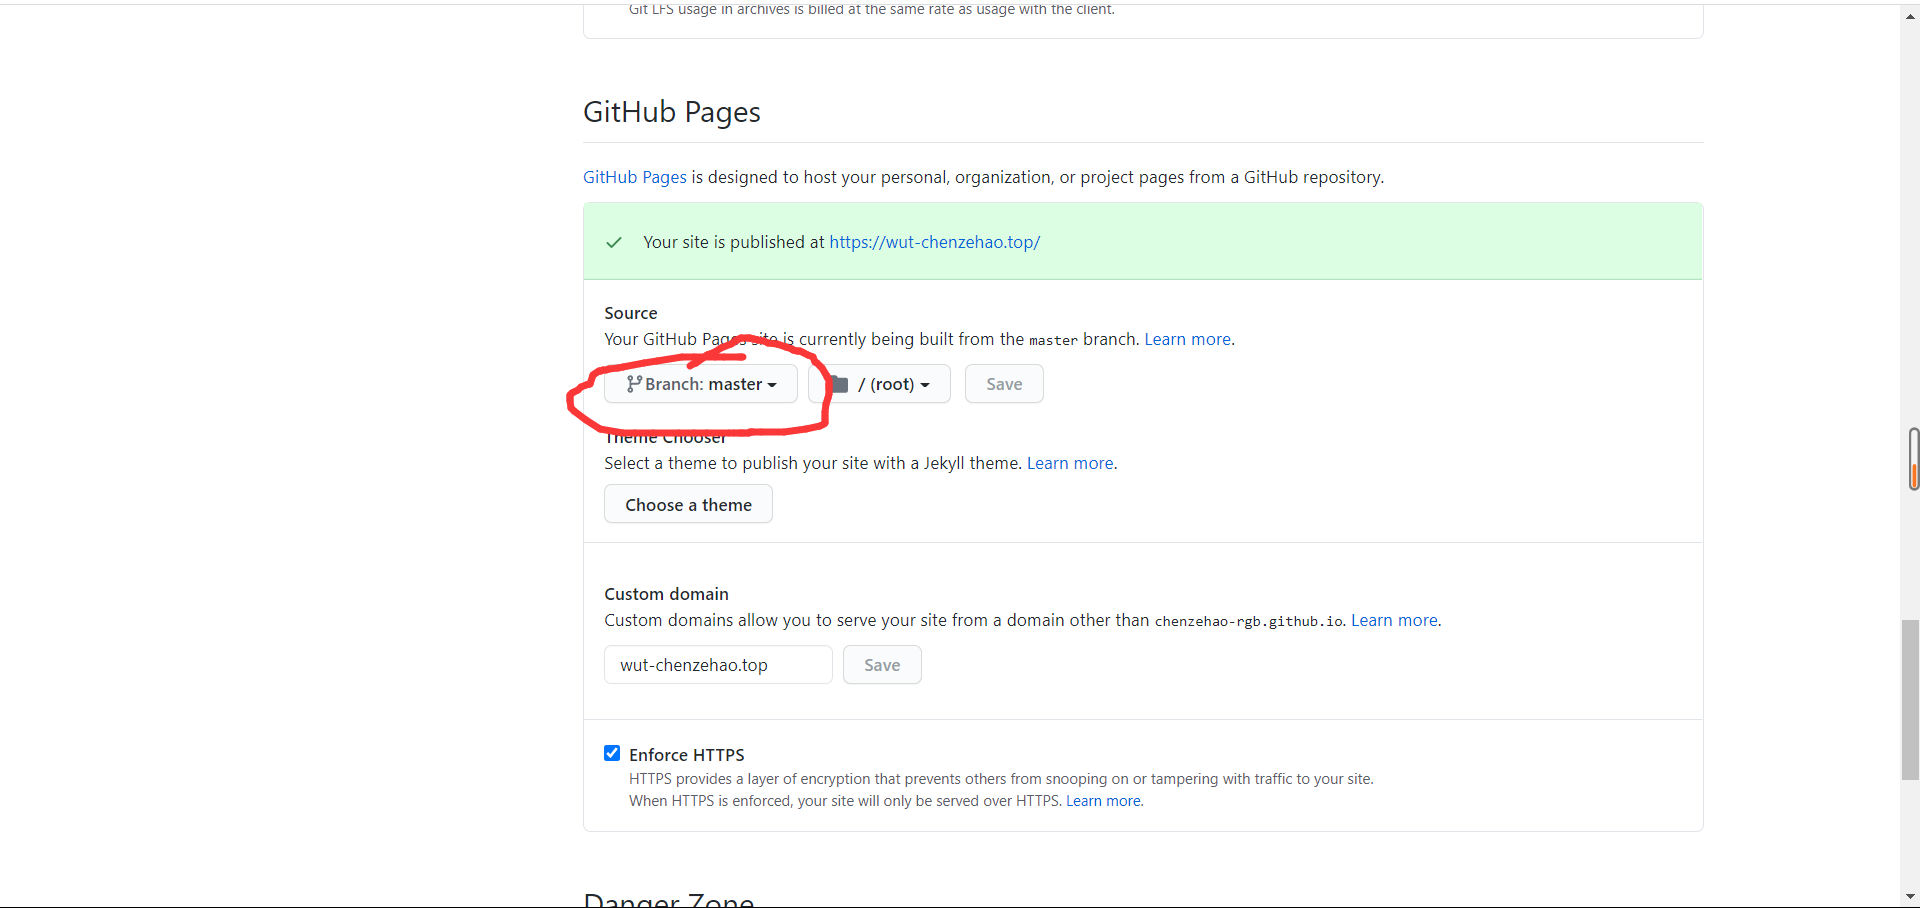 Git LFS usage in archives is billed at the same rate as usage with the client.
GitHub Pages
GitHub Pages is designed to host your personal, organization, or project pages from a GitHub repository.
Your site is published at https://wut-chenzehao.top/
Source
Your GitHub Pages site is currently being built from the master branch. Learn more.
Branch: master / (root) Save
Theme Chooser
Select a theme to publish your site with a Jekyll theme. Learn more.
Choose a theme
Custom domain
Custom domains allow you to serve your site from a domain other than chenzehao-rgb.github.io. Learn more.
wut-chenzehao.top Save
Enforce HTTPS
HTTPS provides a layer of encryption that prevents others from snooping on or tampering with traffic to your site.
When HTTPS is enforced, your site will only be served over HTTPS. Learn more.
Danger Zone